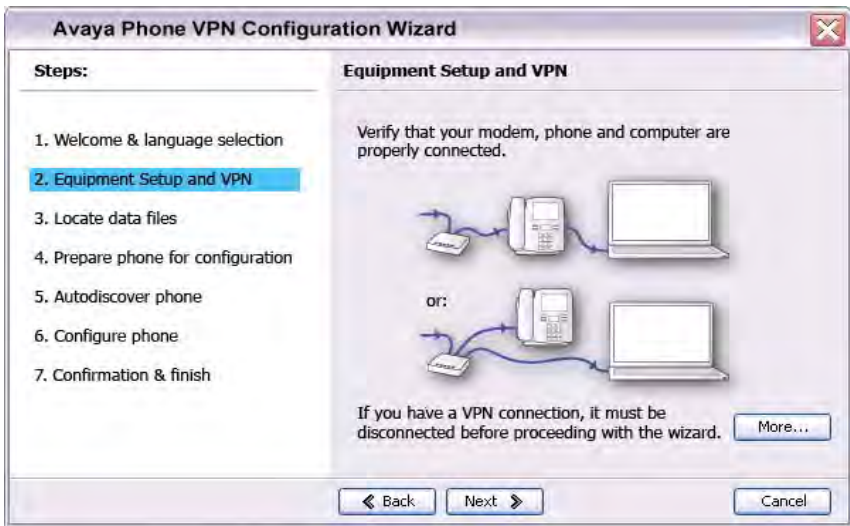 Avaya Phone VPN Configuration Wizard
Steps:
1. Welcome & language selection
2. Equipment Setup and VPN
3. Locate data files
4. Prepare phone for configuration
5. Autodiscover phone
6. Configure phone
7. Confirmation & finish
Equipment Setup and VPN
Verify that your modem, phone and computer are
properly connected.
or:
If you have a VPN connection, it must be
disconnected before proceeding with the wizard.
More...
Back
Next
Cancel